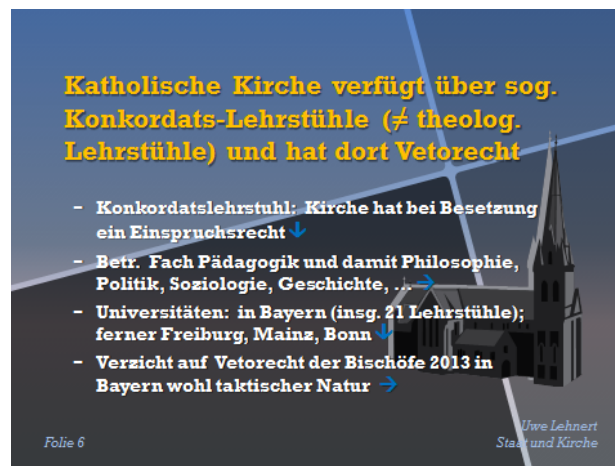 Katholische Kirche verfügt über sog.
Konkordats-Lehrstühle (≠ theolog.
Lehrstühle) und hat dort Vetorecht
– Konkordatslehrstuhl: Kirche hat bei Besetzung
ein Einspruchsrecht ↓
– Betr. Fach Pädagogik und damit Philosophie,
Politik, Soziologie, Geschichte, ... →
– Universitäten: in Bayern (insg. 21 Lehrstühle);
ferner Freiburg, Mainz, Bonn ↓
– Verzicht auf Vetorecht der Bischöfe 2013 in
Bayern wohl taktischer Natur →
Folie 6
Uwe Lehnert
Staat und Kirche